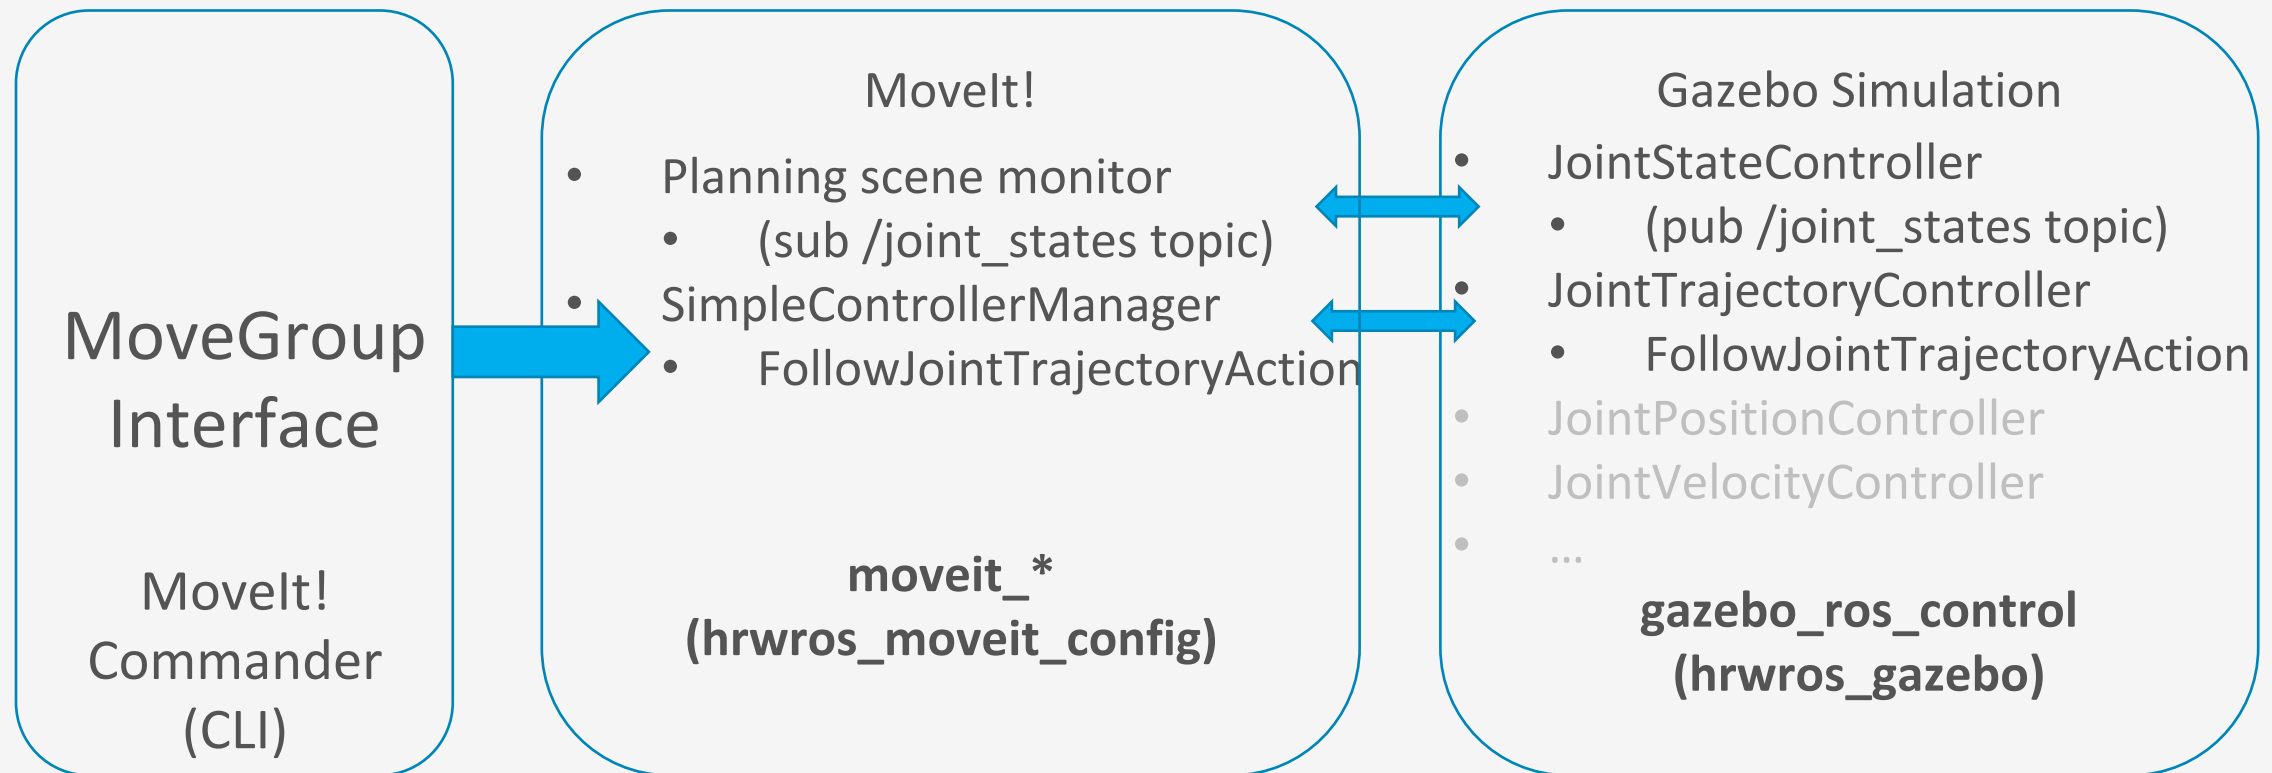 MoveGroup
Interface
MoveIt!
Commander
(CLI)
MoveIt!
• Planning scene monitor
• (sub /joint_states topic)
• SimpleControllerManager
• FollowJointTrajectoryAction
moveit_*
(hrwros_moveit_config)
Gazebo Simulation
• JointStateController
• (pub /joint_states topic)
• JointTrajectoryController
• FollowJointTrajectoryAction
• JointPositionController
• JointVelocityController
• ...
gazebo_ros_control
(hrwros_gazebo)